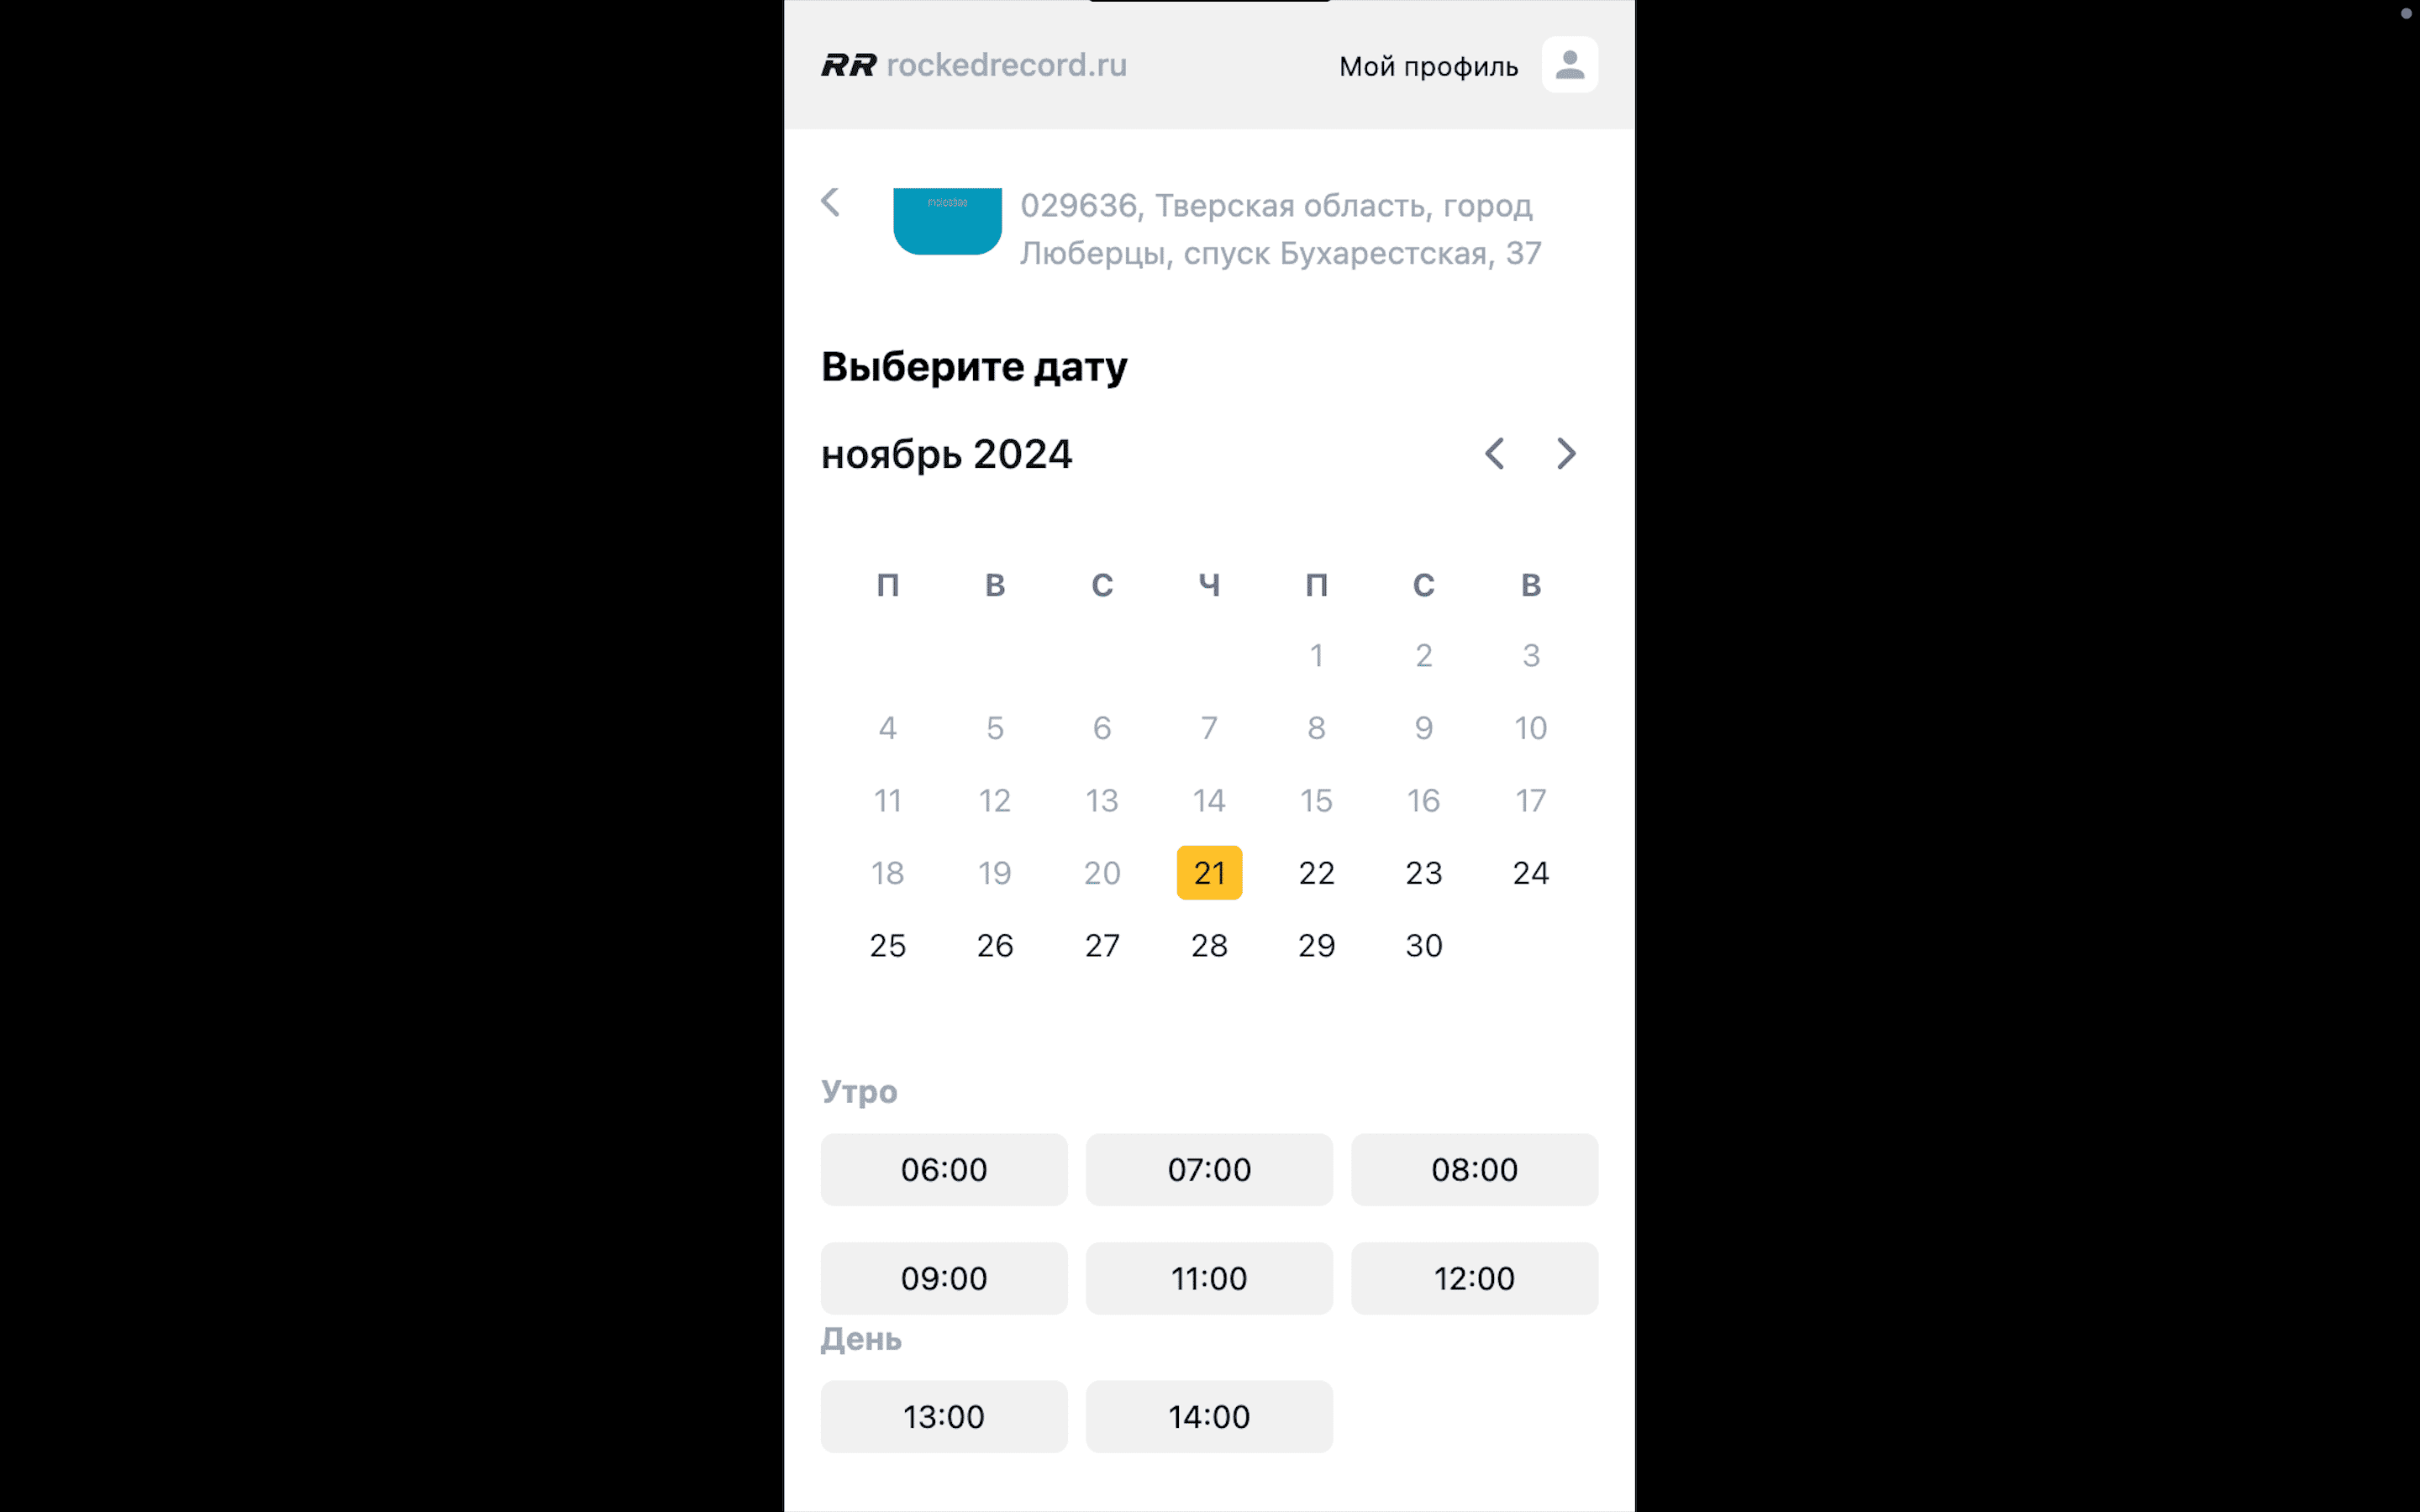 RR rockedrecord.ru Мой профиль
029636, Тверская область, город
Люберцы, спуск Бухарестская, 37
Выберите дату
ноябрь 2024
П В С Ч П С В
1 2 3
4 5 6 7 8 9 10
11 12 13 14 15 16 17
18 19 20 21 22 23 24
25 26 27 28 29 30
Утро
06:00 07:00 08:00
09:00 11:00 12:00
День
13:00 14:00